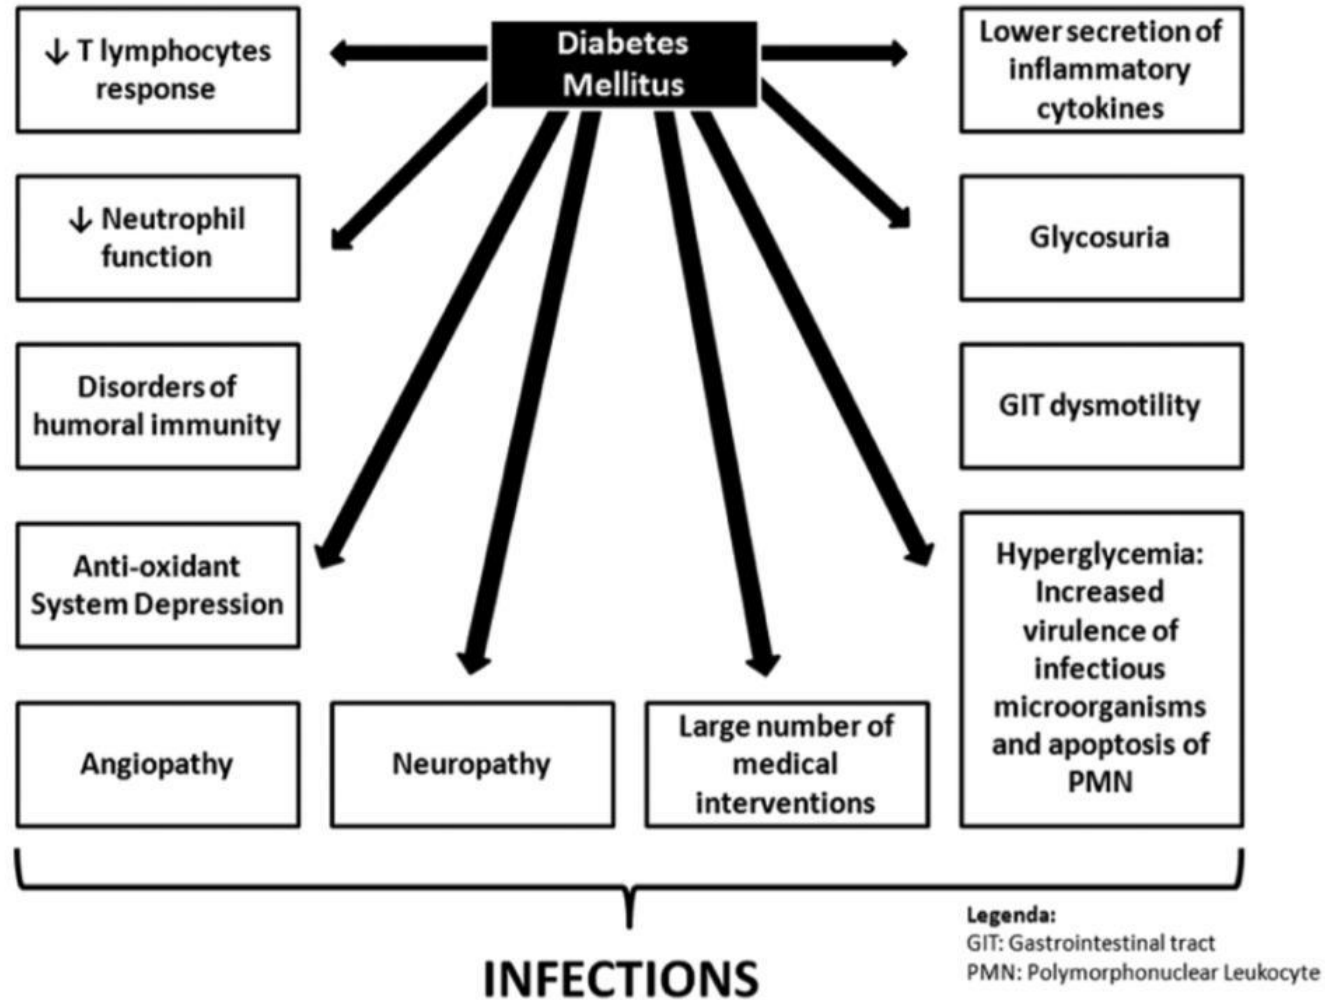 Diabetes
Mellitus
↓ T lymphocytes
response
↓ Neutrophil
function
Disorders of
humoral immunity
Anti-oxidant
System Depression
Angiopathy
Neuropathy
Large number of
medical
interventions
Lower secretion of
inflammatory
cytokines
Glycosuria
GIT dysmotility
Hyperglycemia:
Increased
virulence of
infectious
microorganisms
and apoptosis of
PMN
INFECTIONS
Legenda:
GIT: Gastrointestinal tract
PMN: Polymorphonuclear Leukocyte